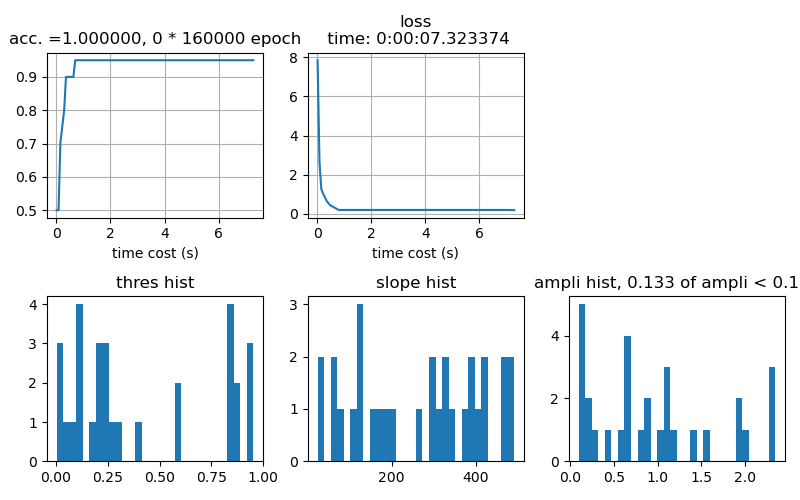 acc. =1.000000, 0 * 160000 epoch
0.9
0.8
0.7
0.6
0.5
0 2 4 6
time cost (s)
loss
time: 0:00:07.323374
8
6
4
2
0
0 2 4 6
time cost (s)
thres hist
4
3
2
1
0
0.00 0.25 0.50 0.75 1.00
slope hist
3
2
1
0
200 400
ampli hist, 0.133 of ampli < 0.1
4
2
0
0.0 0.5 1.0 1.5 2.0